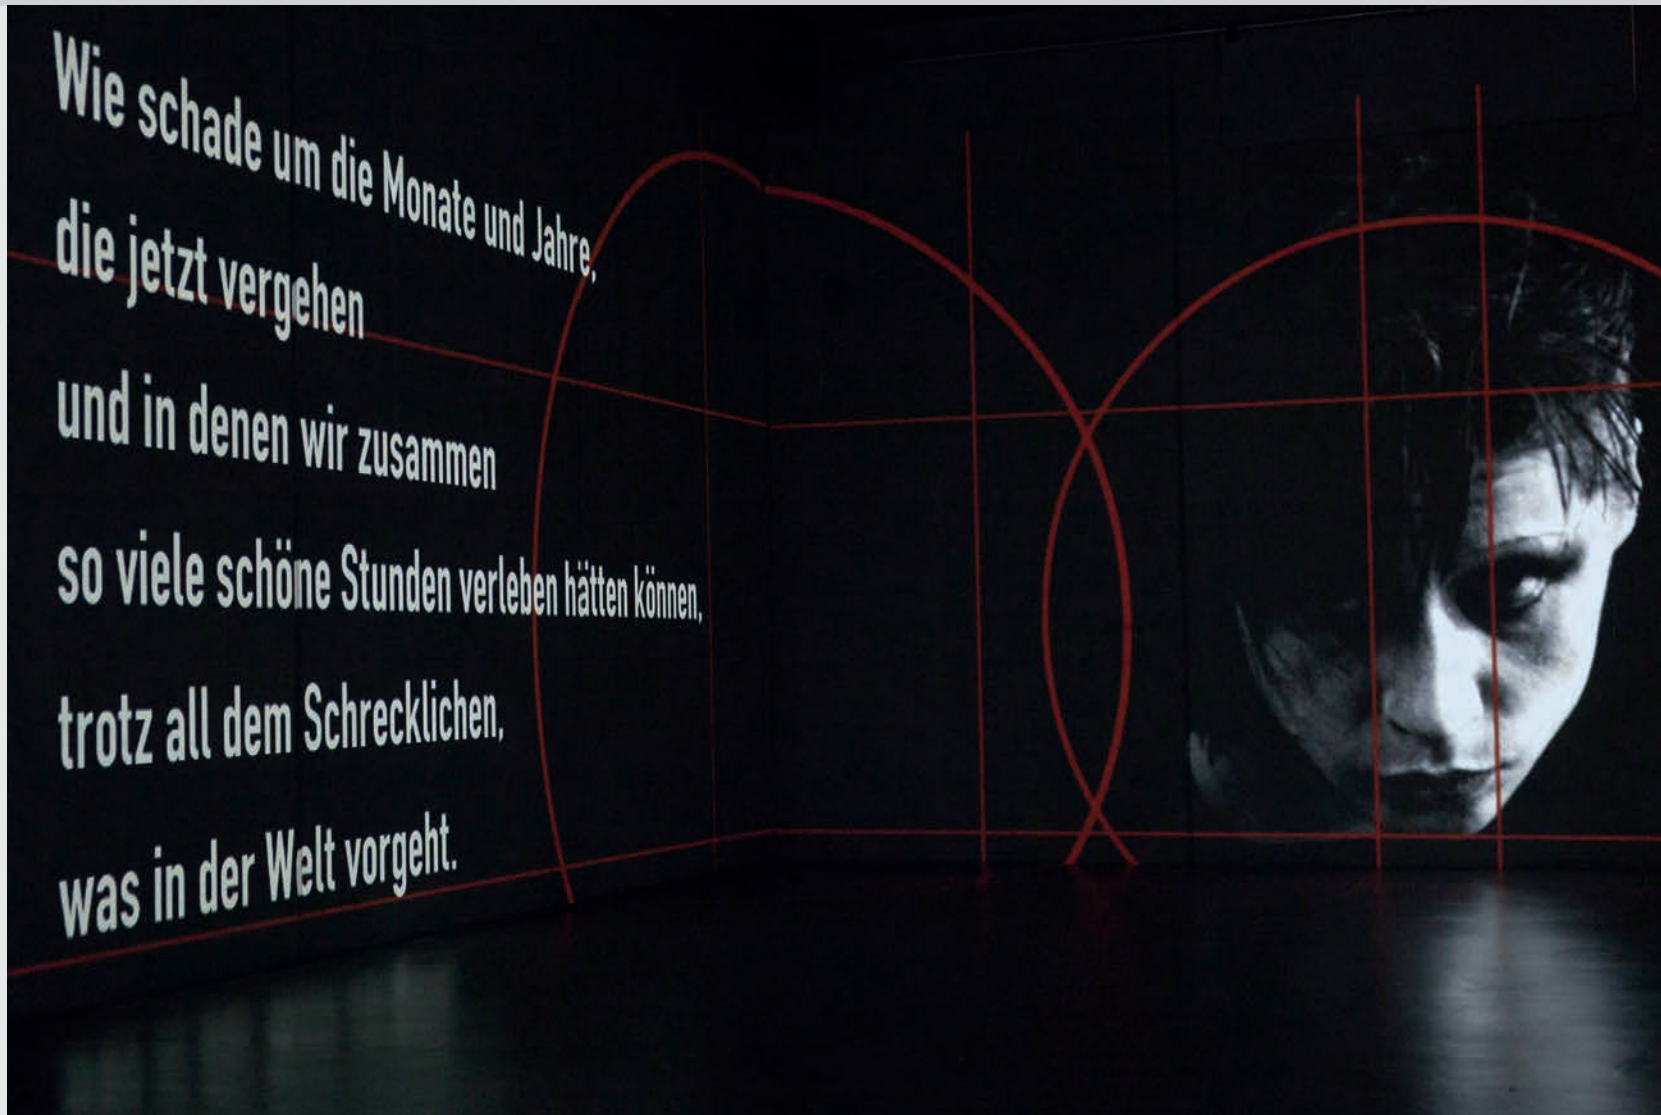 Wie schade um die Monate und Jahre,
die jetzt vergehen
und in denen wir zusammen
so viele schöne Stunden verleben hätten können,
trotz all dem Schrecklichen,
was in der Welt vorgeht.